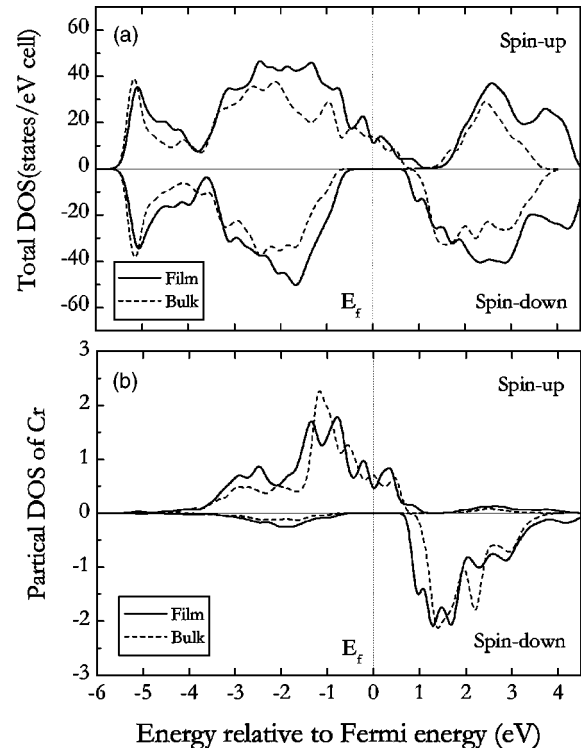 (a)
Spin-up
60
40
20
0
-20
-40
-60
Total DOS(states/eV cell)
Film
Bulk
E_f
Spin-down
(b)
Spin-up
3
2
1
0
-1
-2
-3
Partical DOS of Cr
Film
Bulk
E_f
Spin-down
-6 -5 -4 -3 -2 -1 0 1 2 3 4
Energy relative to Fermi energy (eV)